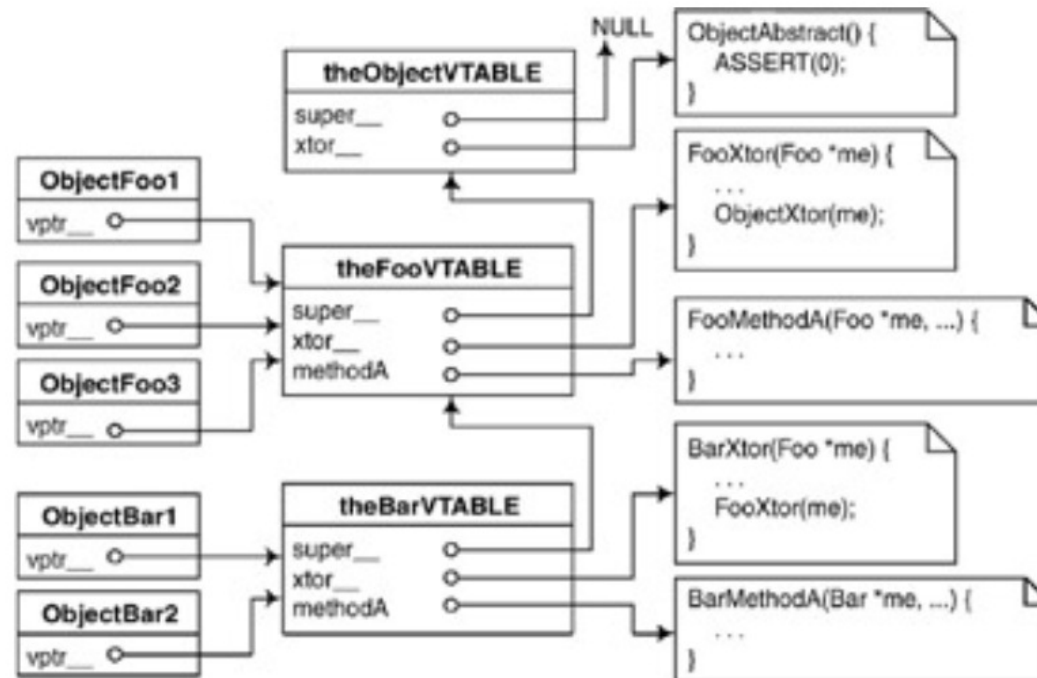 NULL
theObjectVTABLE
super__
xtor__
ObjectAbstract() {
ASSERT(0);
}
ObjectFoo1
vptr__
ObjectFoo2
vptr__
ObjectFoo3
vptr__
theFooVTABLE
super__
xtor__
methodA
FooXtor(Foo *me) {
...
ObjectXtor(me);
}
FooMethodA(Foo *me, ...) {
...
}
ObjectBar1
vptr__
ObjectBar2
vptr__
theBarVTABLE
super__
xtor__
methodA
BarXtor(Foo *me) {
...
FooXtor(me);
}
BarMethodA(Bar *me, ...) {
...
}